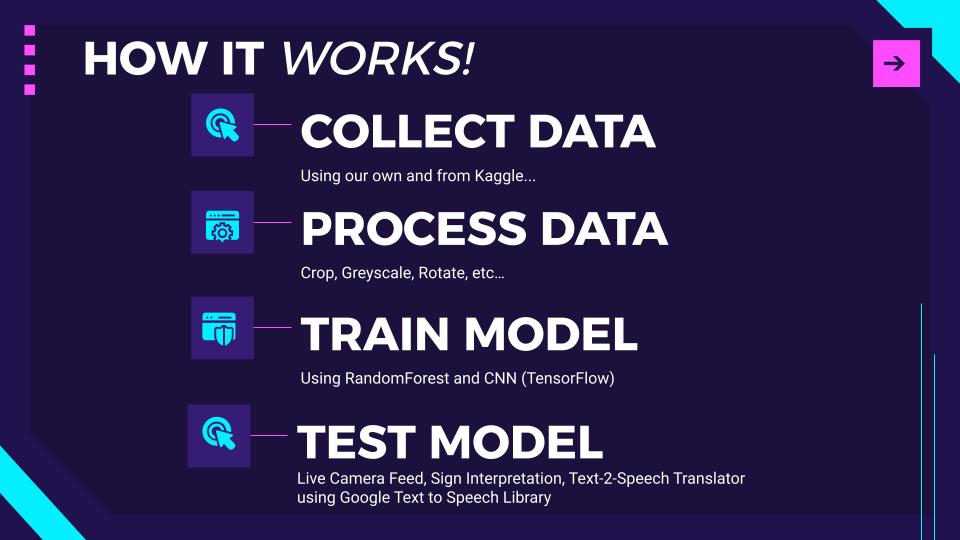 HOW IT WORKS!
COLLECT DATA
Using our own and from Kaggle...
PROCESS DATA
Crop, Greyscale, Rotate, etc...
TRAIN MODEL
Using RandomForest and CNN (TensorFlow)
TEST MODEL
Live Camera Feed, Sign Interpretation, Text-2-Speech Translator
using Google Text to Speech Library